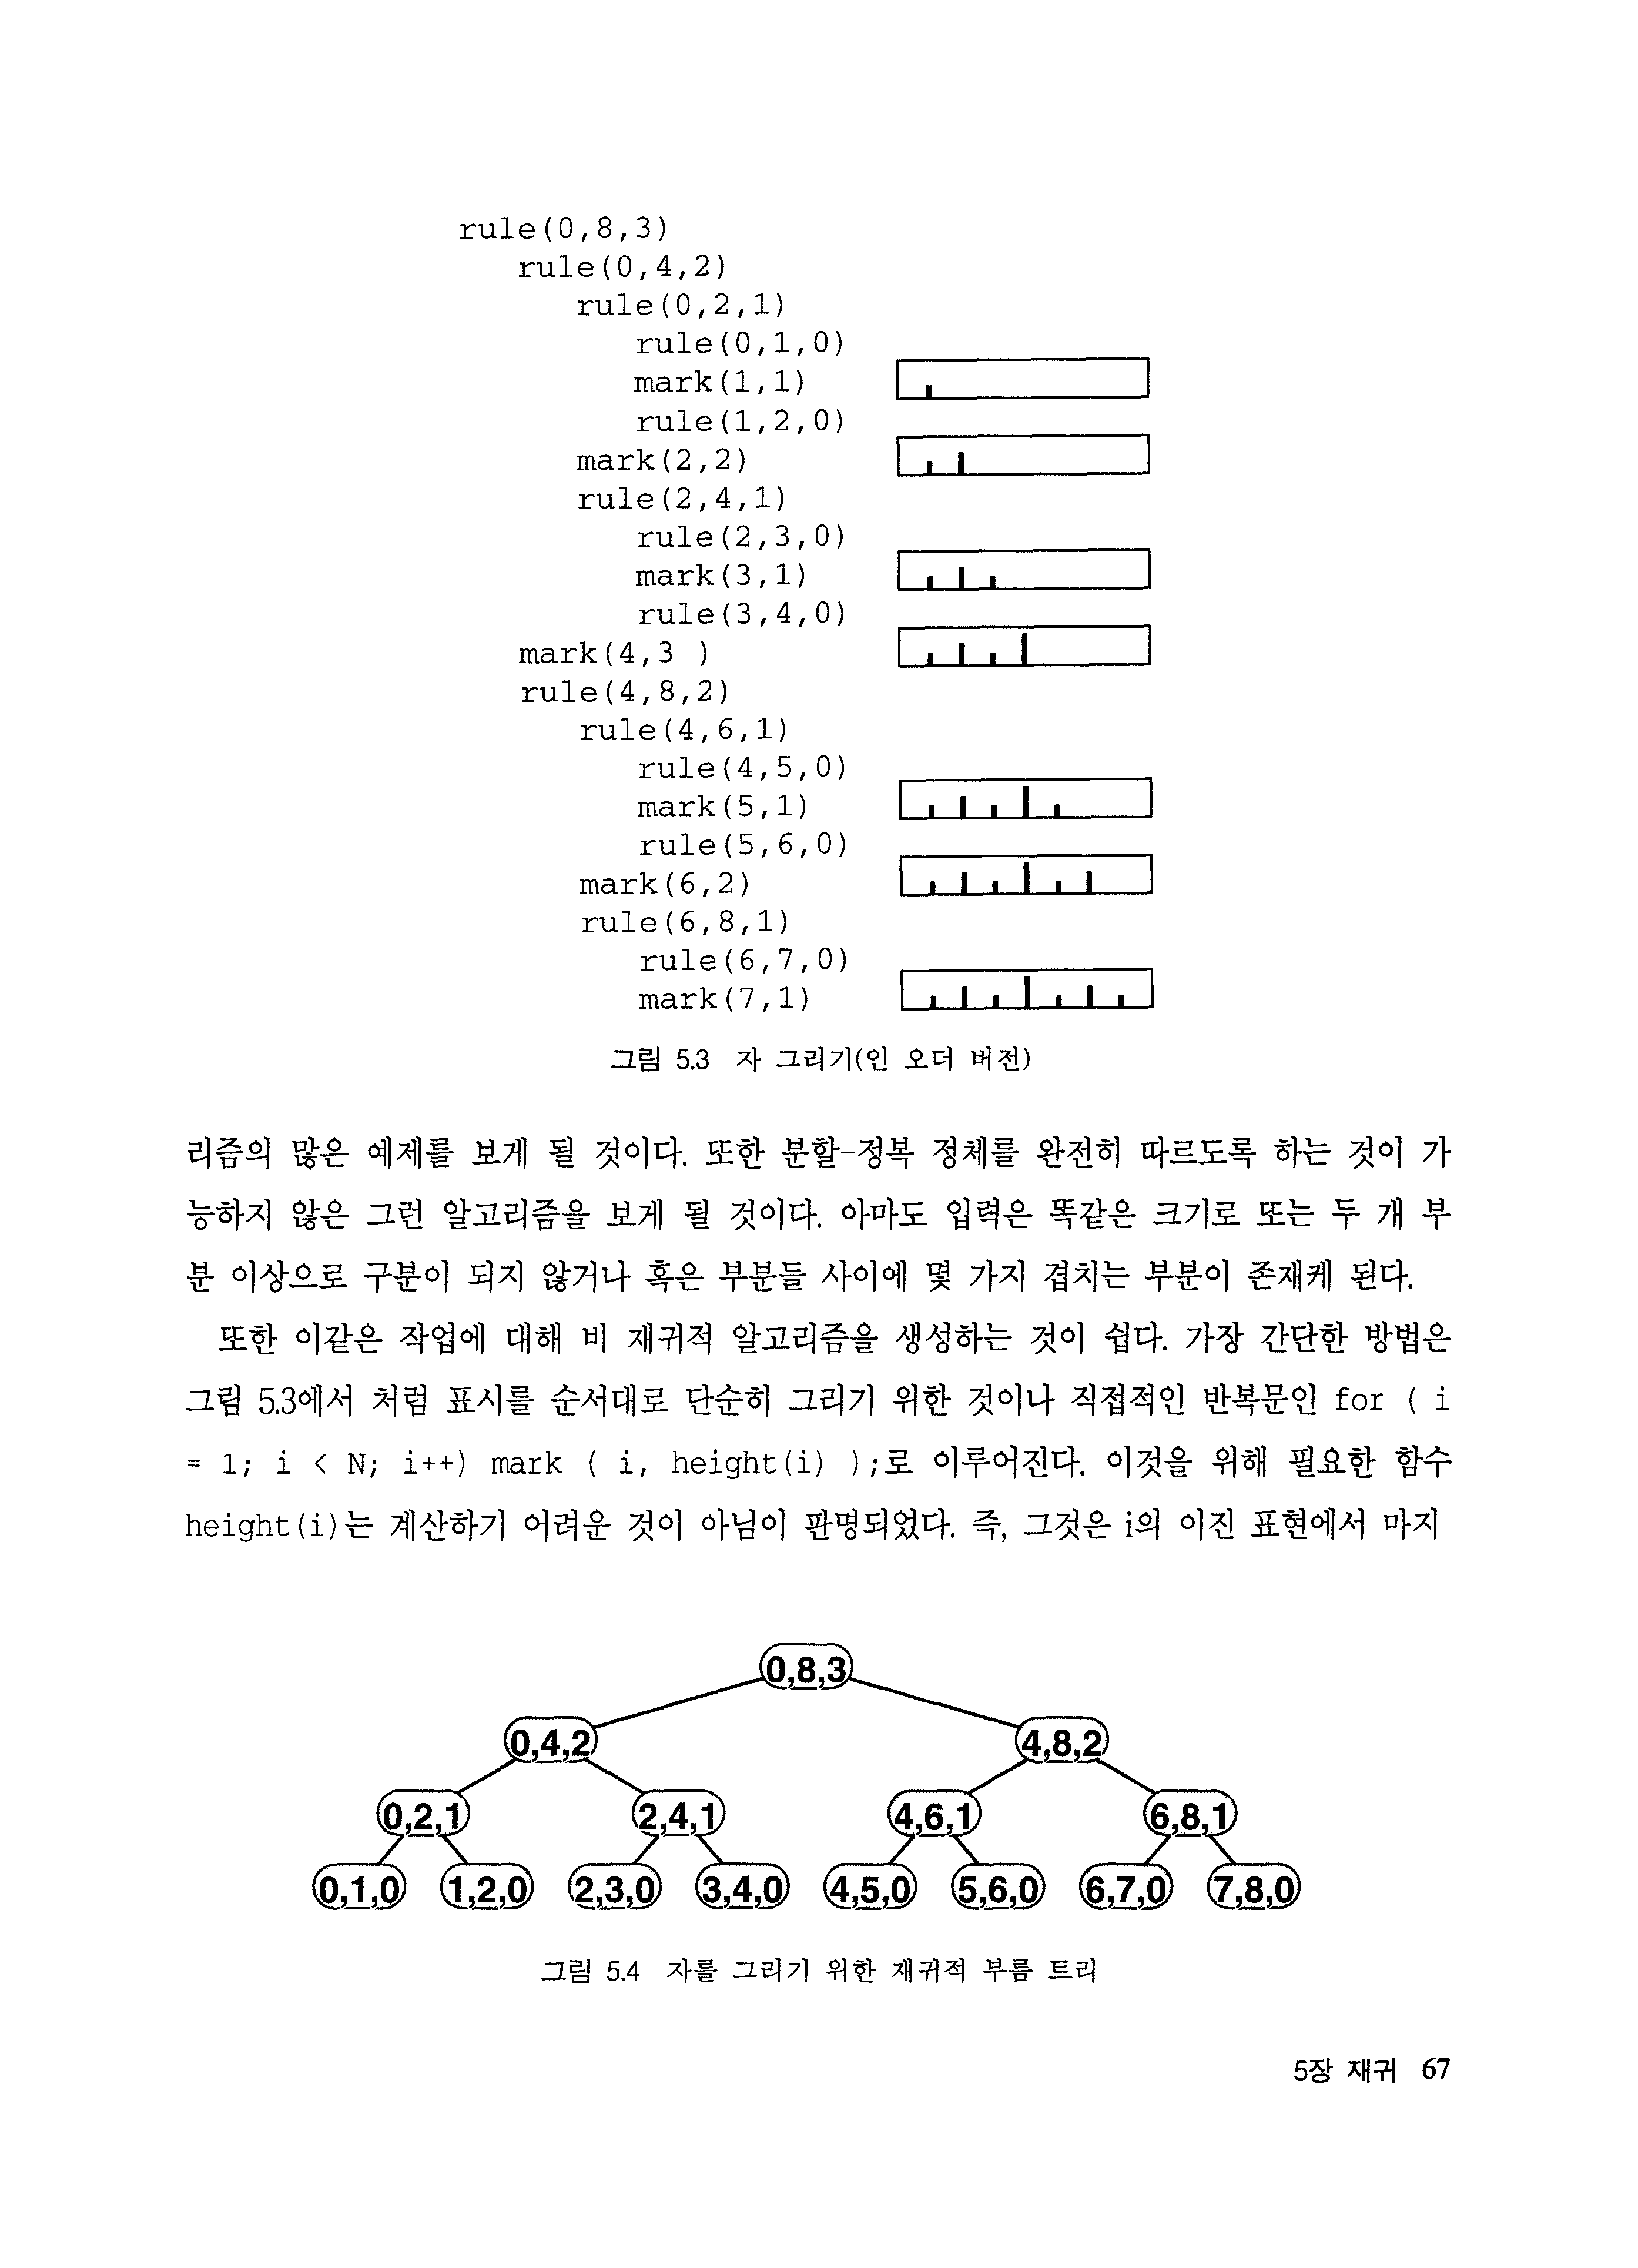 rule(0,8,3)
rule(0,4,2)
rule(0,2,1)
rule(0,1,0)
mark(1,1)
rule(1,2,0)
mark(2,2)
rule(2,4,1)
rule(2,3,0)
mark(3,1)
rule(3,4,0)
mark(4,3 )
rule(4,8,2)
rule(4,6,1)
rule(4,5,0)
mark(5,1)
rule(5,6,0)
mark(6,2)
rule(6,8,1)
rule(6,7,0)
mark(7,1)
그림 5.3 자 그리기(인 오더 버전)
리즘의 많은 예제를 보게 될 것이다. 또한 분할-정복 정체를 완전히 따르도록 하는 것이 가
능하지 않은 그런 알고리즘을 보게 될 것이다. 아마도 입력은 똑같은 크기로 또는 두 개 부
분 이상으로 구분이 되지 않거나 혹은 부분들 사이에 몇 가지 겹치는 부분이 존재케 된다.
또한 이같은 작업에 대해 비 재귀적 알고리즘을 생성하는 것이 쉽다. 가장 간단한 방법은
그림 5.3에서 처럼 표시를 순서대로 단순히 그리기 위한 것이나 직접적인 반복문인 for ( i
= 1; i < N; i++) mark ( i, height(i) );로 이루어진다. 이것을 위해 필요한 함수
height(i)는 계산하기 어려운 것이 아님이 판명되었다. 즉, 그것은 i의 이진 표현에서 마지
0,8,3
0,4,2 4,8,2
0,2,1 2,4,1 4,6,1 6,8,1
0,1,0 1,2,0 2,3,0 3,4,0 4,5,0 5,6,0 6,7,0 7,8,0
그림 5.4 자를 그리기 위한 재귀적 부름 트리
5장 재귀 67